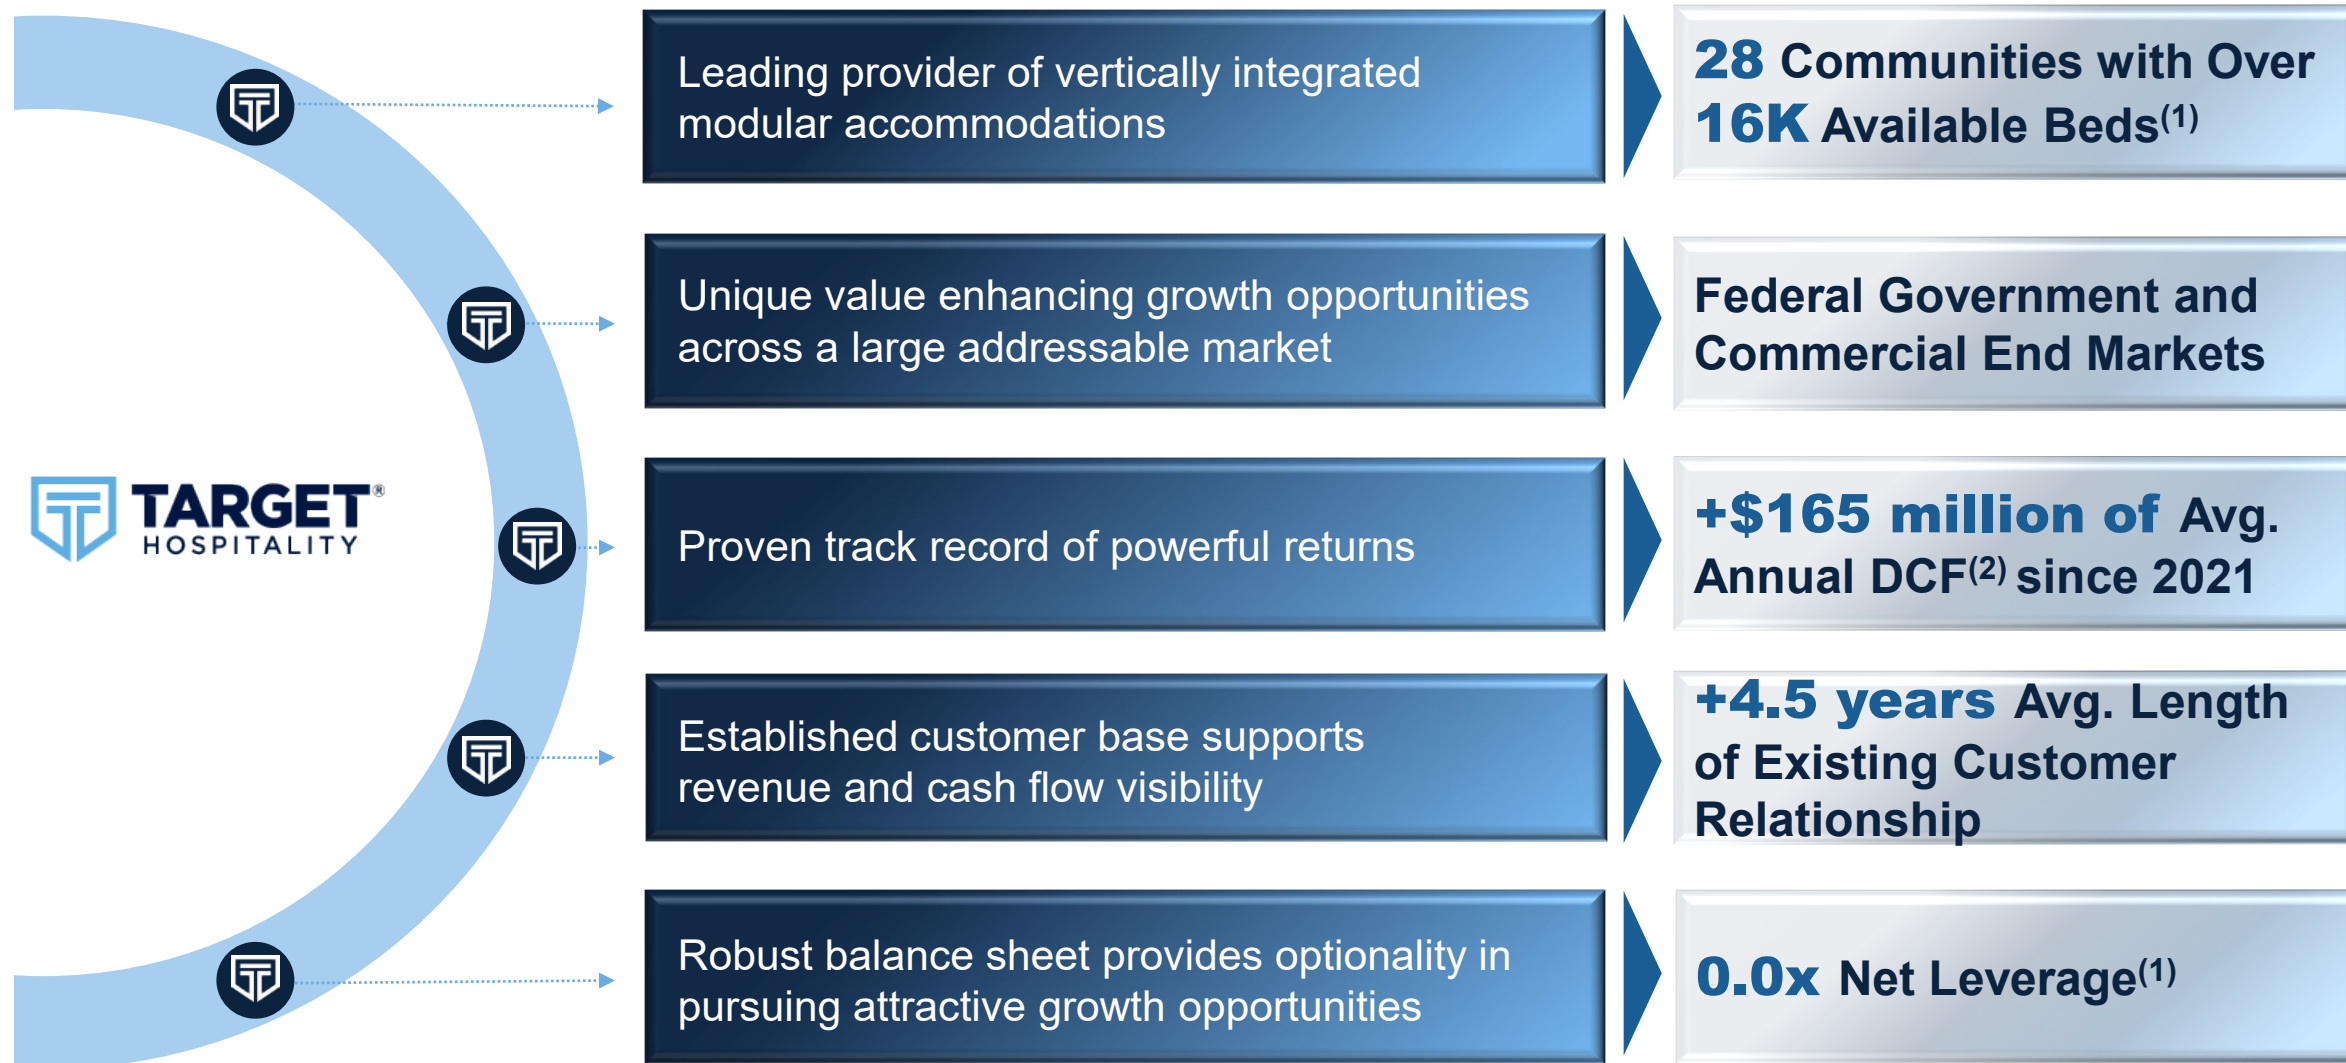 Leading provider of vertically integrated
modular accommodations
28 Communities with Over
16K Available Beds(1)
Unique value enhancing growth opportunities
across a large addressable market
Federal Government and
Commercial End Markets
TARGET®
HOSPITALITY
Proven track record of powerful returns
+$165 million of Avg.
Annual DCF(2) since 2021
Established customer base supports
revenue and cash flow visibility
+4.5 years Avg. Length
of Existing Customer
Relationship
Robust balance sheet provides optionality in
pursuing attractive growth opportunities
0.0x Net Leverage(1)